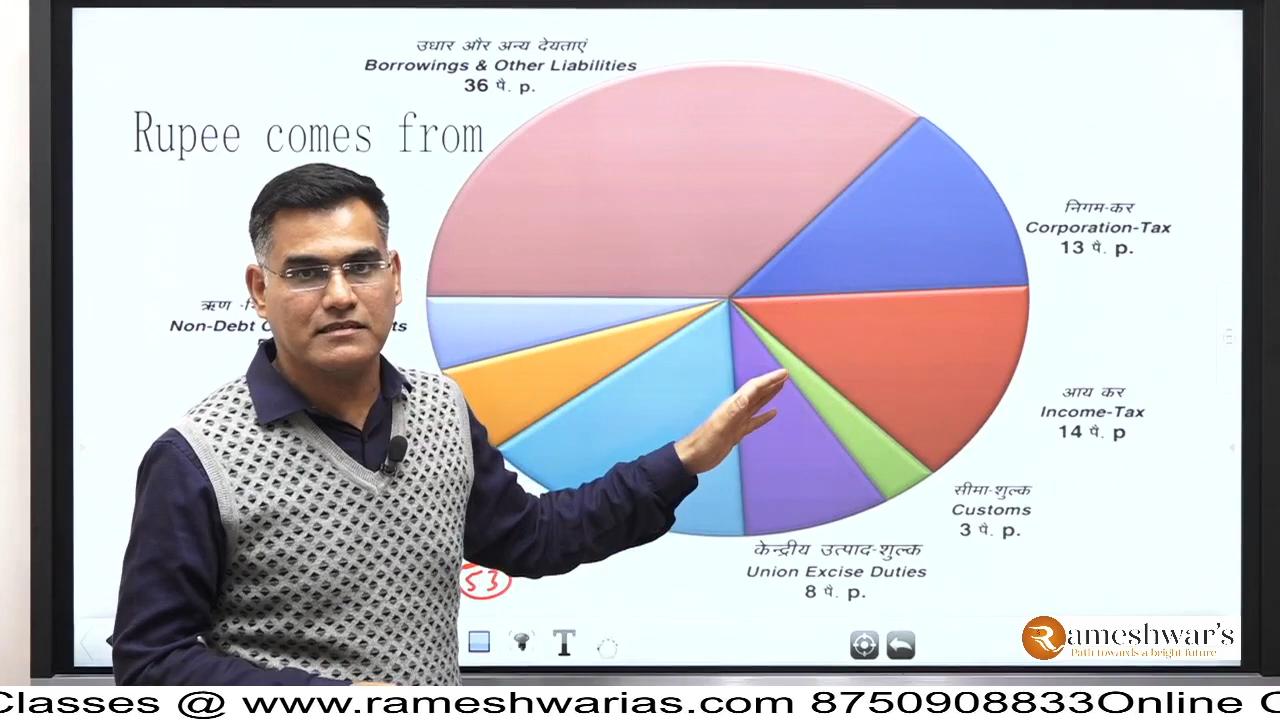 उधार और अन्य देयताएं
Borrowings & Other Liabilities
36 पै. p.
Rupee comes from
निगम-कर
Corporation-Tax
13 पै. p.
ऋण
Non-Debt
आय कर
Income-Tax
14 पै. p
सीमा-शुल्क
Customs
3 पै. p.
केन्द्रीय उत्पाद-शुल्क
Union Excise Duties
8 पै. p.
53
T
Rameshwar's
Path towards a bright future
Classes @ www.rameshwarias.com 8750908833Online